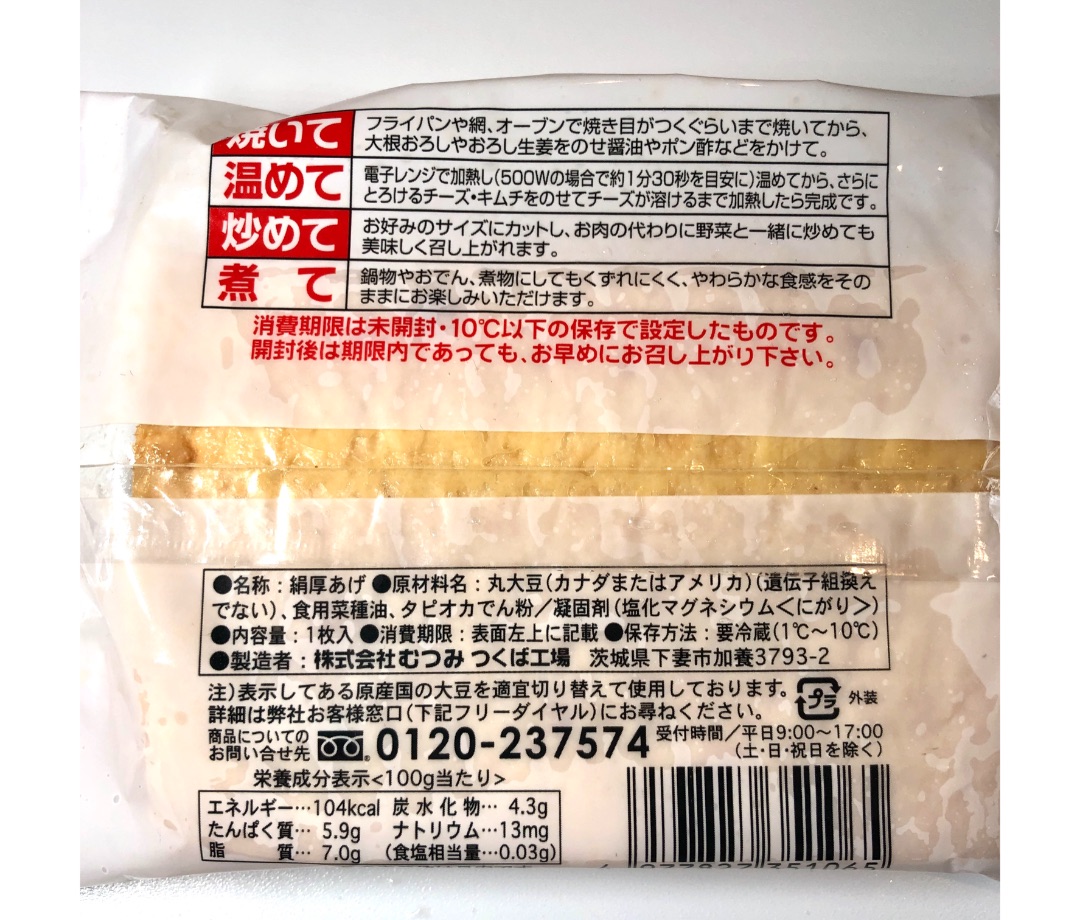 焼いて
フライパンや網、オーブンで焼き目がつくぐらいまで焼いてから、
大根おろしやおろし生姜をのせ醤油やポン酢などをかけて。
温めて
電子レンジで加熱し(500Wの場合で約1分30秒を目安に)温めてから、さらに
とろけるチーズ・キムチをのせてチーズが溶けるまで加熱したら完成です。
炒めて
お好みのサイズにカットし、お肉の代わりに野菜と一緒に炒めても
美味しく召し上がれます。
煮 て
鍋物やおでん、煮物にしてもくずれにくく、やわらかな食感をその
ままにお楽しみいただけます。
消費期限は未開封・10℃以下の保存で設定したものです。
開封後は期限内であっても、お早めにお召し上がり下さい。
●名称：絹厚あげ ●原材料名：丸大豆(カナダまたはアメリカ)(遺伝子組換え
でない)、食用菜種油、タピオカでん粉／凝固剤(塩化マグネシウム<にがり>)
●内容量：1枚入 ●消費期限：表面左上に記載 ●保存方法：要冷蔵(1℃〜10℃)
●製造者：株式会社むつみ つくば工場 茨城県下妻市加養3793-2
注)表示してある原産国の大豆を適宜切り替えて使用しております。
詳細は弊社お客様窓口(下記フリーダイヤル)にお尋ねください。
プラ 外装
商品についての
お問い合せ先
0120-237574
受付時間／平日9:00〜17:00
(土・日・祝日を除く)
栄養成分表示<100g当たり>
エネルギー…104kcal 炭水化物… 4.3g
たんぱく質… 5.9g ナトリウム…13mg
脂 質… 7.0g (食塩相当量…0.03g)